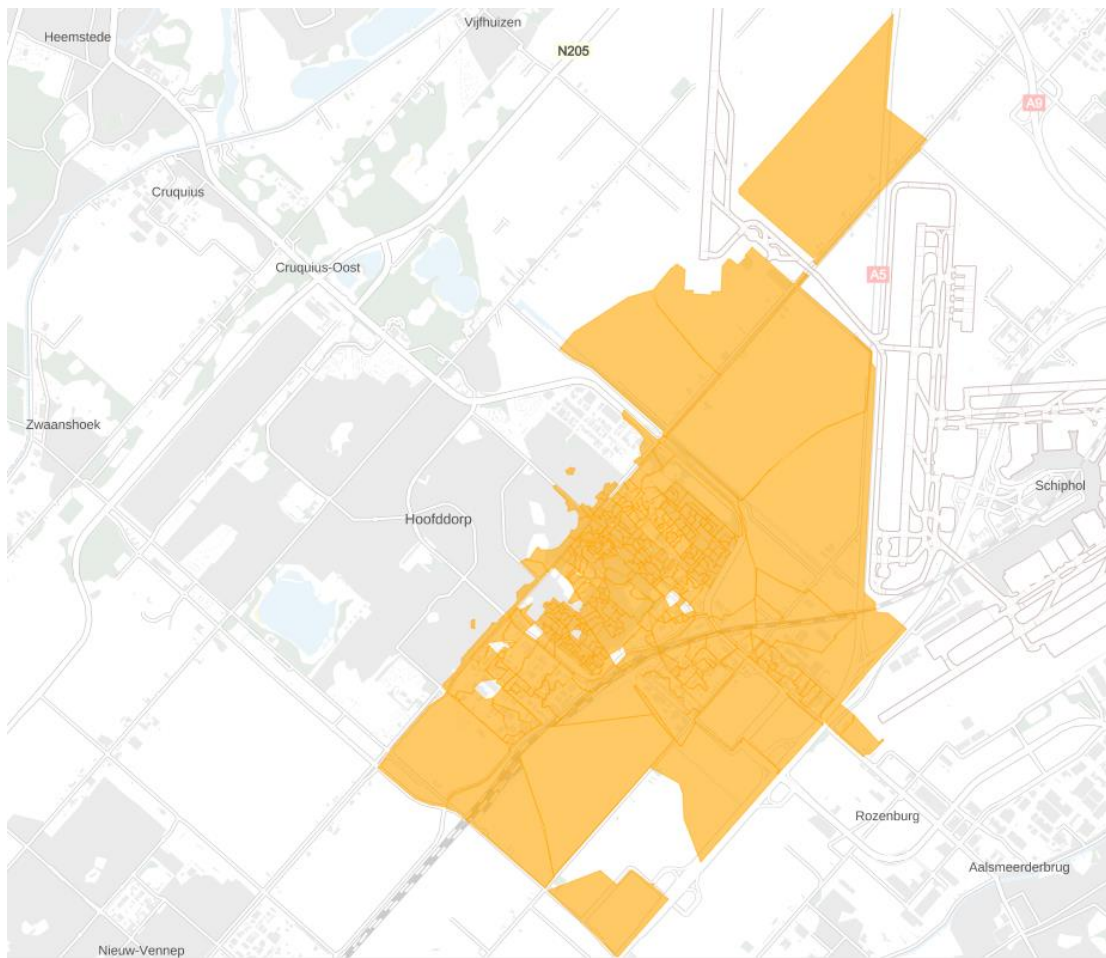 Vijfhuizen
Heemstede
N205
A9
Cruquius
Cruquius-Oost
A5
Zwaanshoek
Schiphol
Hoofddorp
Rozenburg
Aalsmeerderbrug
Nieuw-Vennep